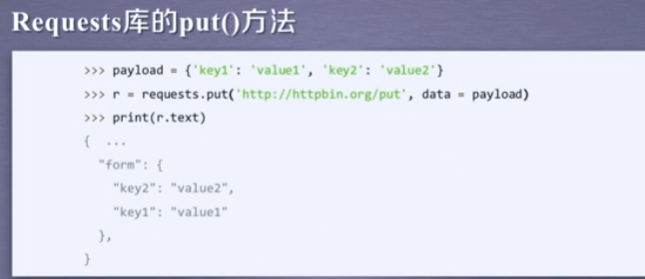 Requests库的put()方法
>>> payload = {'key1': 'value1', 'key2': 'value2'}
>>> r = requests.put('http://httpbin.org/put', data = payload)
>>> print(r.text)
{ ...
"form": {
"key2": "value2",
"key1": "value1"
},
}